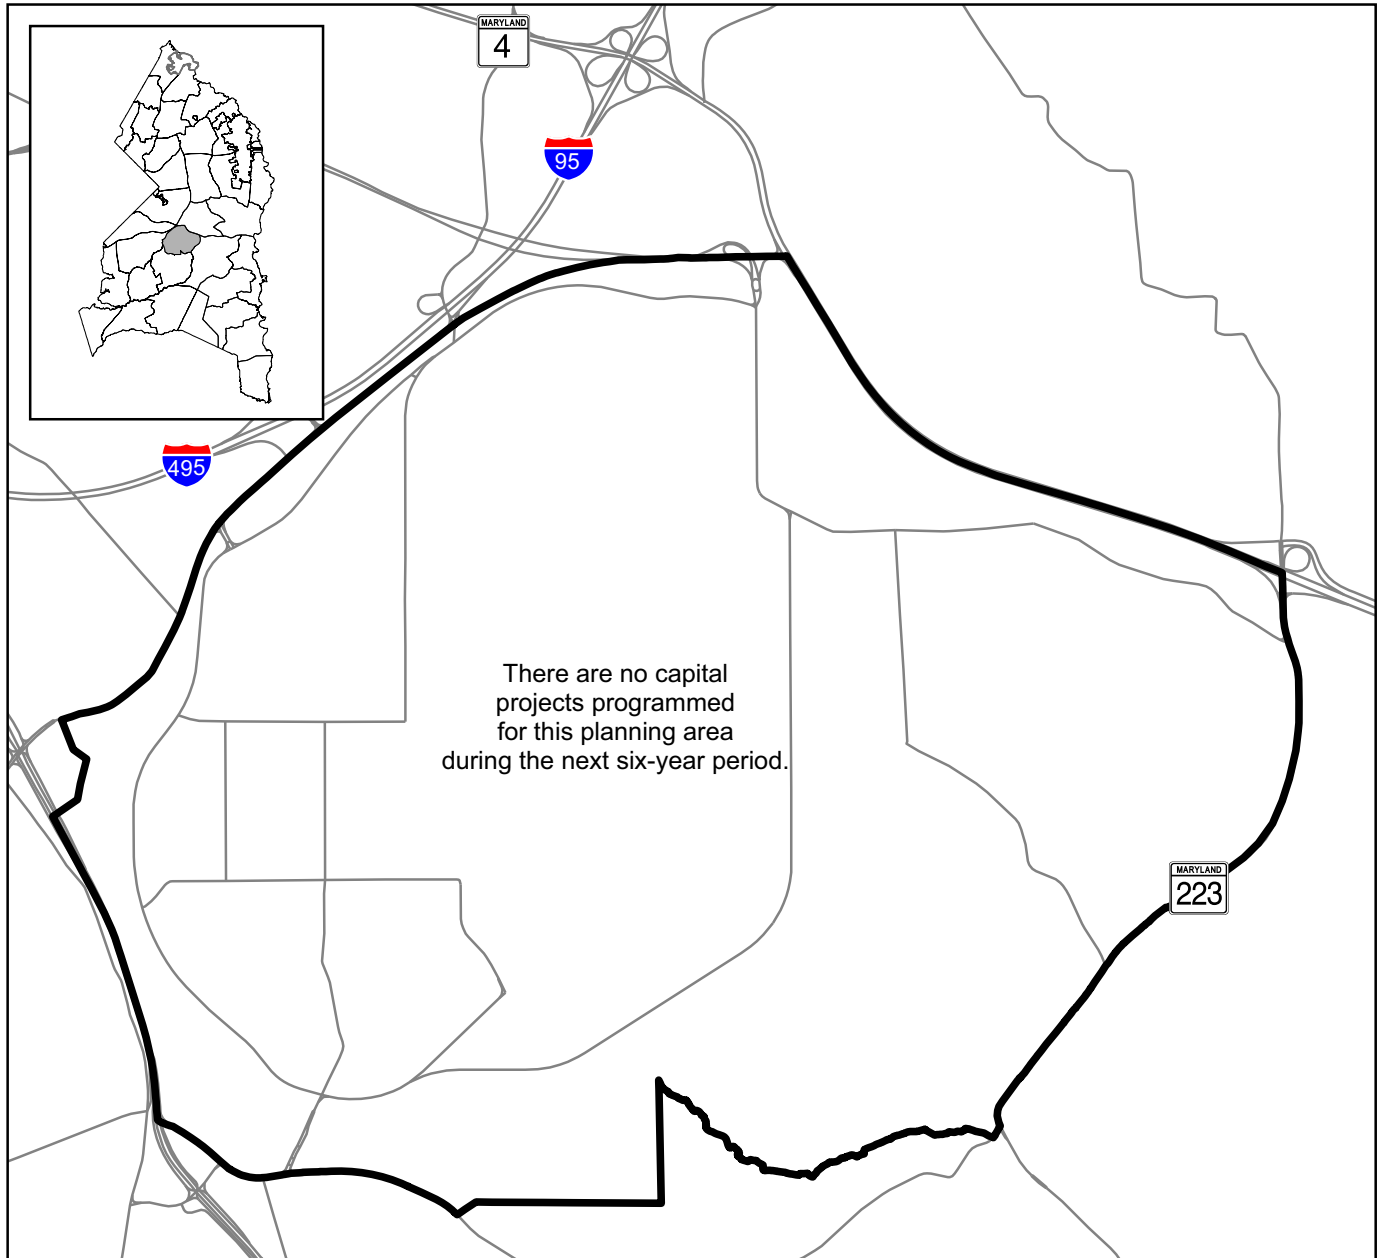 MARYLAND
4
95
495
There are no capital
projects programmed
for this planning area
during the next six-year period.
MARYLAND
223